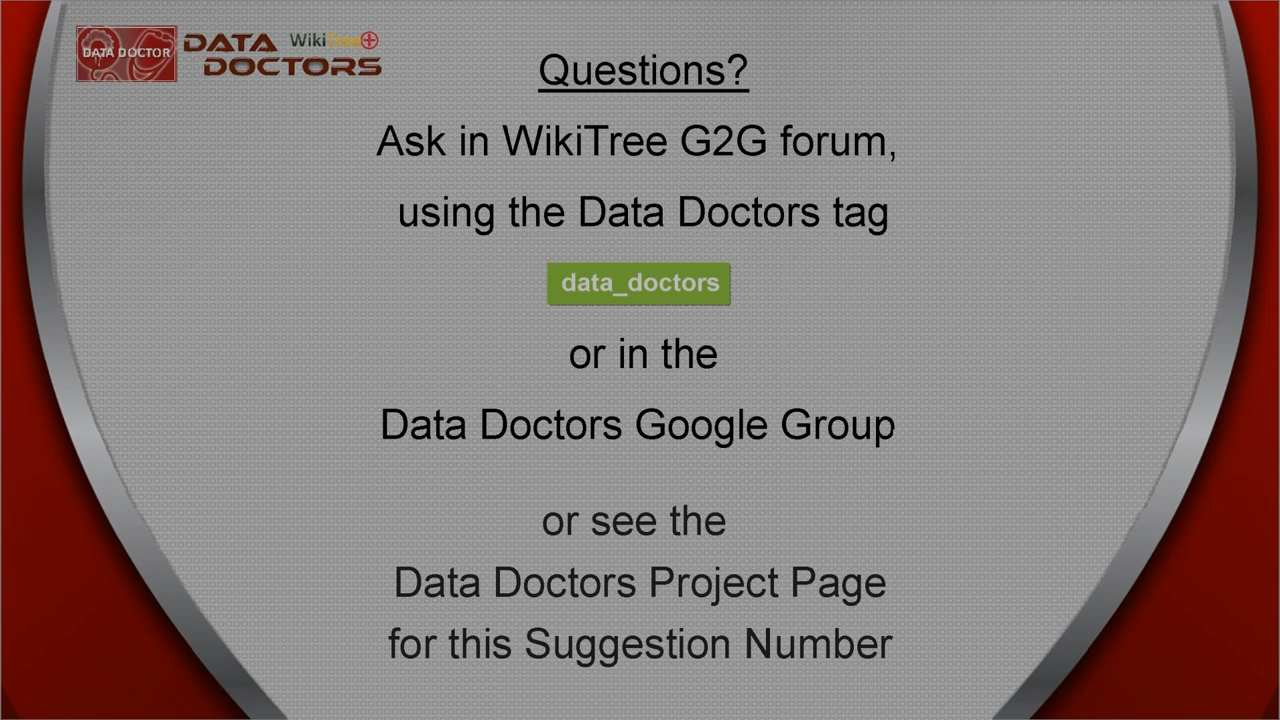 DATA DOCTOR
DATA WikiTree+
DOCTORS
Questions?
Ask in WikiTree G2G forum,
using the Data Doctors tag
data_doctors
or in the
Data Doctors Google Group
or see the
Data Doctors Project Page
for this Suggestion Number